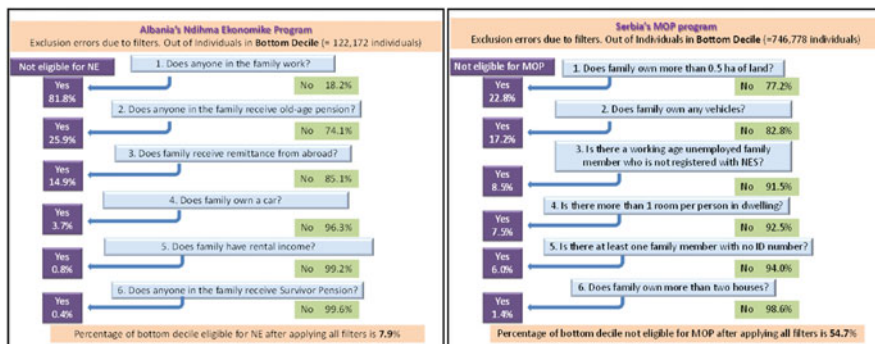 Albania's Ndihma Ekonomike Program
Exclusion errors due to filters. Out of Individuals in Bottom Decile (= 122,172 individuals)
Not eligible for NE
1. Does anyone in the family work?
Yes
81.8%
No 18.2%
2. Does anyone in the family receive old-age pension?
Yes
25.9%
No 74.1%
3. Does family receive remittance from abroad?
Yes
14.9%
No 85.1%
4. Does family own a car?
Yes
3.7%
No 96.3%
5. Does family have rental income?
Yes
0.8%
No 99.2%
6. Does anyone in the family receive Survivor Pension?
Yes
0.4%
No 99.6%
Percentage of bottom decile eligible for NE after applying all filters is 7.9%
Serbia's MOP program
Exclusion errors due to filters. Out of Individuals in Bottom Decile (=746,778 individuals)
Not eligible for MOP
1. Does family own more than 0.5 ha of land?
Yes
22.8%
No 77.2%
2. Does family own any vehicles?
Yes
17.2%
No 82.8%
3. Is there a working age unemployed family
member who is not registered with NES?
Yes
8.5%
No 91.5%
4. Is there more than 1 room per person in dwelling?
Yes
7.5%
No 92.5%
5. Is there at least one family member with no ID number?
Yes
6.0%
No 94.0%
6. Does family own more than two houses?
Yes
1.4%
No 98.6%
Percentage of bottom decile not eligible for MOP after applying all filters is 54.7%